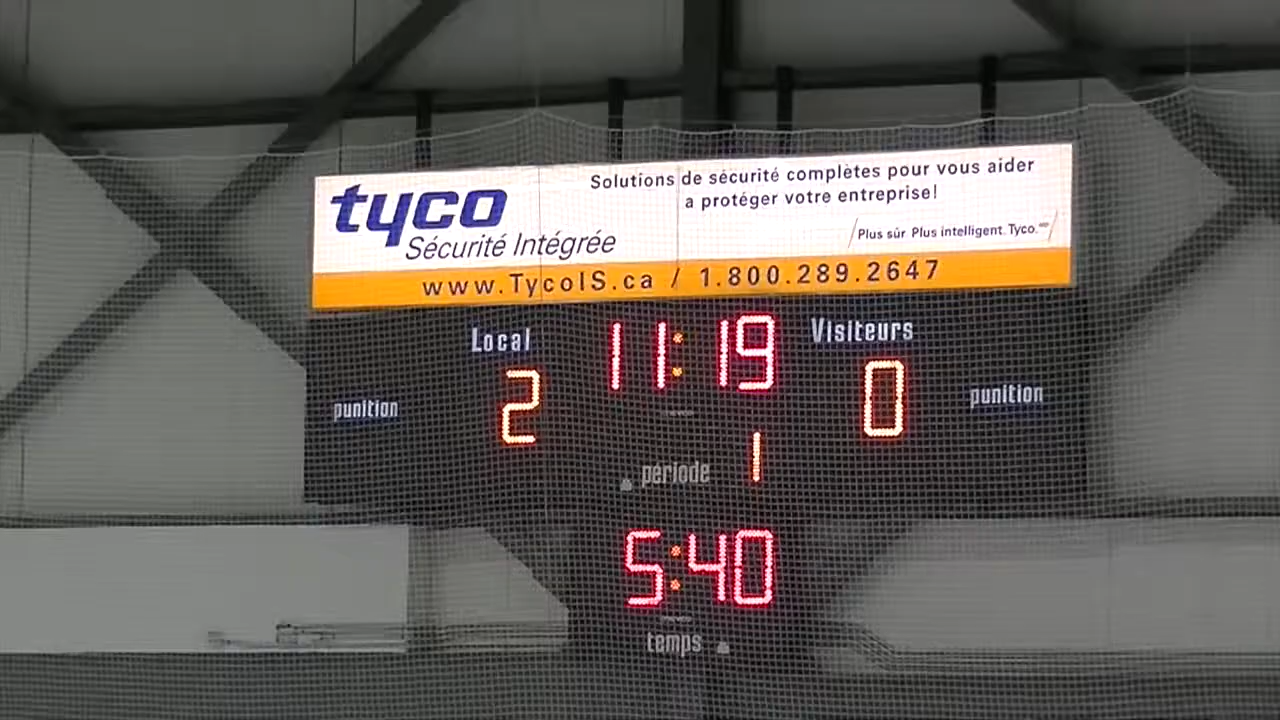 tyco
Sécurité Intégrée
Solutions de sécurité complètes pour vous aider
a protéger votre entreprise!
/Plus sûr. Plus intelligent. Tyco./
www.TycoIS.ca / 1.800.289.2647
Local 11:19 Visiteurs
punition 2 0 punition
période 1
5:40
temps